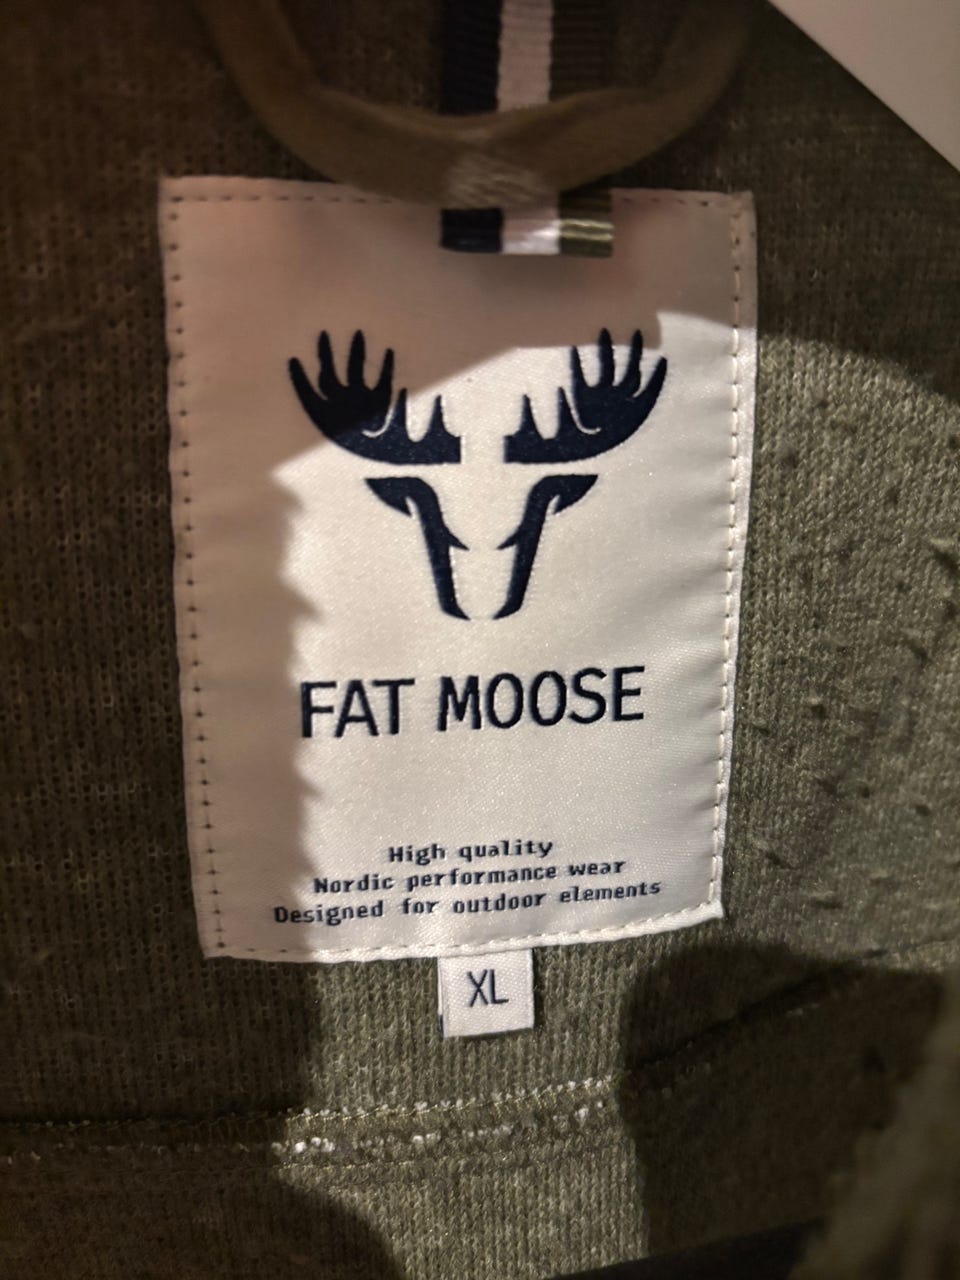 FAT MOOSE
High quality
Nordic performance wear
Designed for outdoor elements
XL